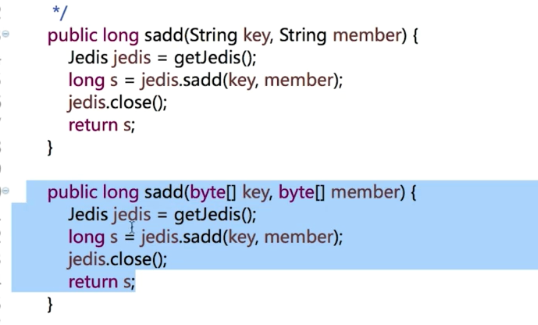 */
public long sadd(String key, String member) {
Jedis jedis = getJedis();
long s = jedis.sadd(key, member);
jedis.close();
return s;
}
public long sadd(byte[] key, byte[] member) {
Jedis jedis = getJedis();
long s = jedis.sadd(key, member);
jedis.close();
return s;
}